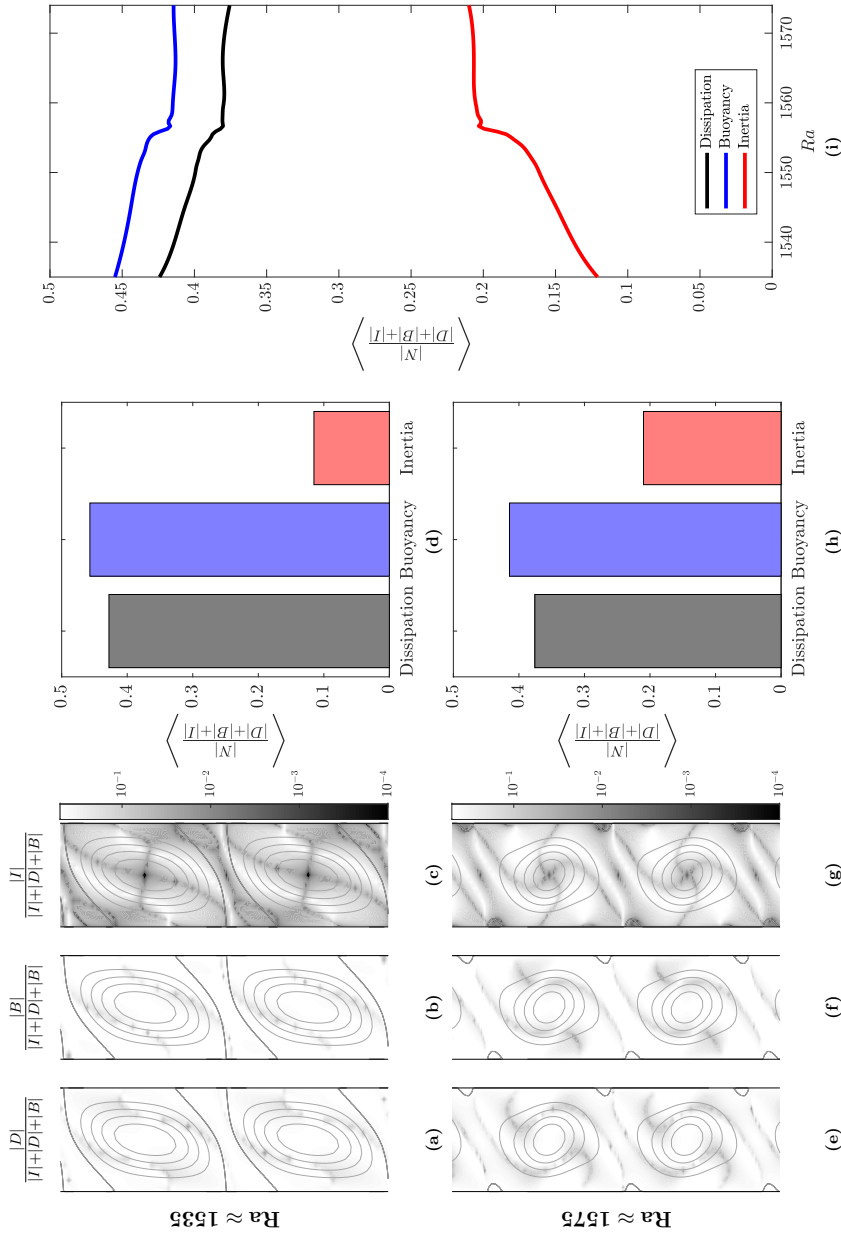 |D|
|I|+|D|+|B|
|B|
|I|+|D|+|B|
|I|
|I|+|D|+|B|
Ra ≈ 1535
10⁻¹
10⁻²
10⁻³
10⁻⁴
(a)
(b)
(c)
⟨ |N| / |D|+|B|+|I| ⟩
0.5
0.4
0.3
0.2
0.1
0
Dissipation Buoyancy Inertia
(d)
Ra ≈ 1575
10⁻¹
10⁻²
10⁻³
10⁻⁴
(e)
(f)
(g)
⟨ |N| / |D|+|B|+|I| ⟩
0.5
0.4
0.3
0.2
0.1
0
Dissipation Buoyancy Inertia
(h)
⟨ |N| / |D|+|B|+|I| ⟩
0.5
0.45
0.4
0.35
0.3
0.25
0.2
0.15
0.1
0.05
0
Dissipation
Buoyancy
Inertia
1540 1550 1560 1570
Ra
(i)